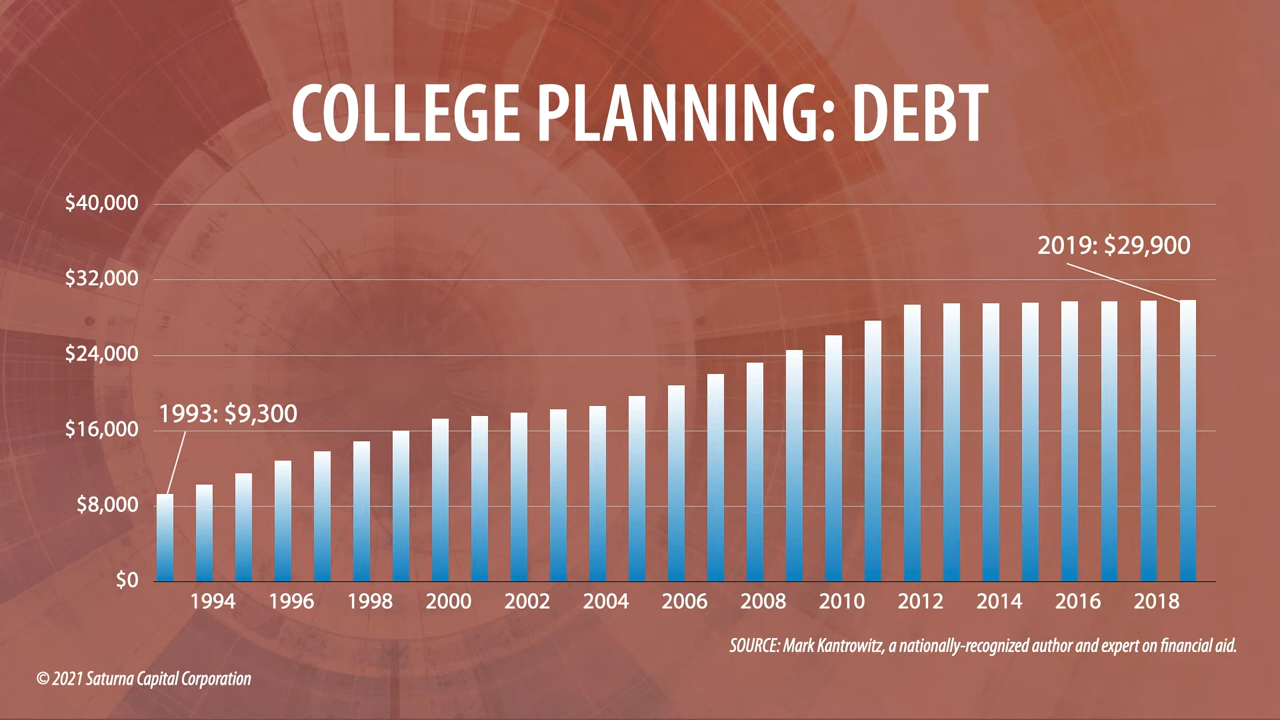 COLLEGE PLANNING: DEBT
$40,000
$32,000
$24,000
$16,000
$8,000
$0
1993: $9,300
2019: $29,900
1994 1996 1998 2000 2002 2004 2006 2008 2010 2012 2014 2016 2018
SOURCE: Mark Kantrowitz, a nationally-recognized author and expert on financial aid.
© 2021 Saturna Capital Corporation